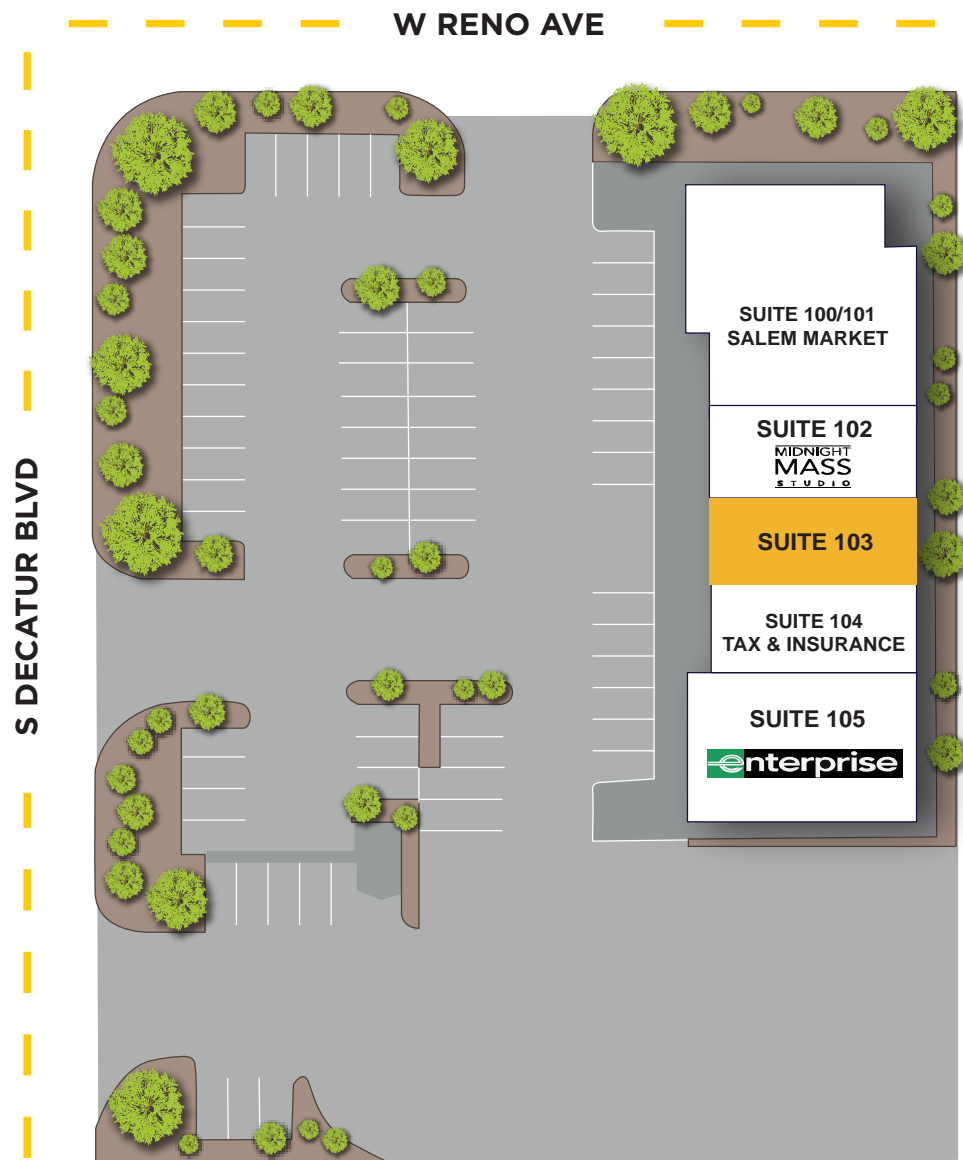 W RENO AVE
S DECATUR BLVD
SUITE 100/101
SALEM MARKET
SUITE 102
MIDNIGHT
MASS
STUDIO
SUITE 103
SUITE 104
TAX & INSURANCE
SUITE 105
enterprise